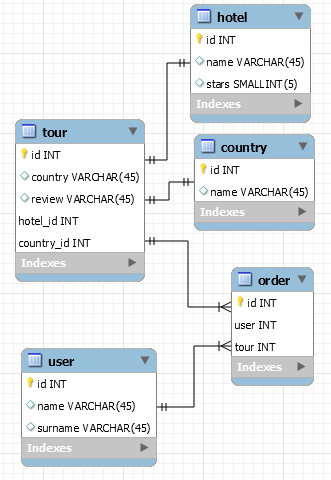 hotel
id INT
name VARCHAR(45)
stars SMALLINT(5)
Indexes
tour
id INT
country VARCHAR(45)
review VARCHAR(45)
hotel_id INT
country_id INT
Indexes
country
id INT
name VARCHAR(45)
Indexes
order
id INT
user INT
tour INT
Indexes
user
id INT
name VARCHAR(45)
surname VARCHAR(45)
Indexes